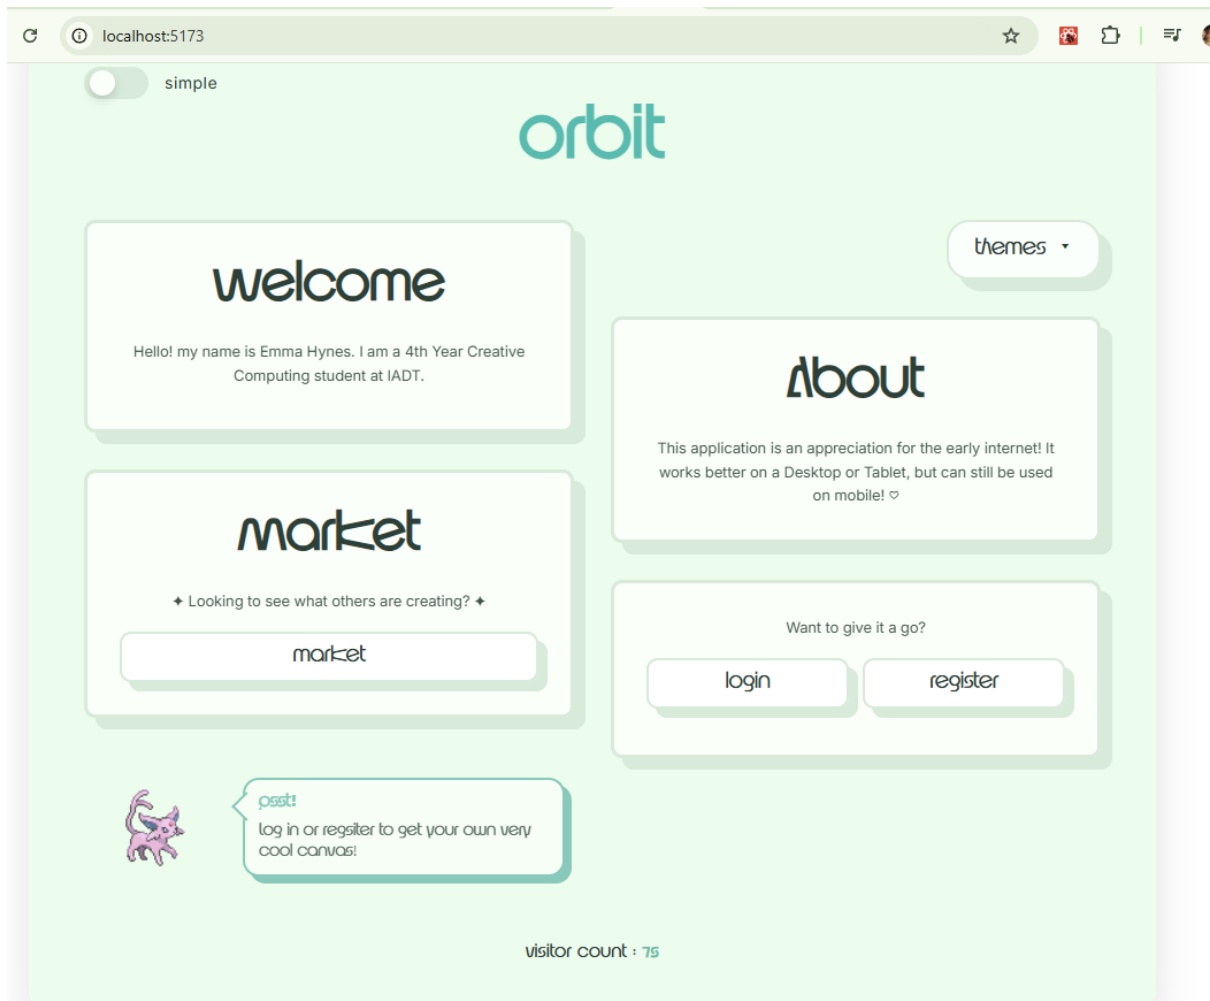 localhost:5173
simple
orbit
welcome
Hello! my name is Emma Hynes. I am a 4th Year Creative
Computing student at IADT.
themes ▾
About
This application is an appreciation for the early internet! It
works better on a Desktop or Tablet, but can still be used
on mobile! ♡
market
✦ Looking to see what others are creating? ✦
market
Want to give it a go?
login
register
psst!
log in or regsiter to get your own very
cool canvas!
visitor count : 75